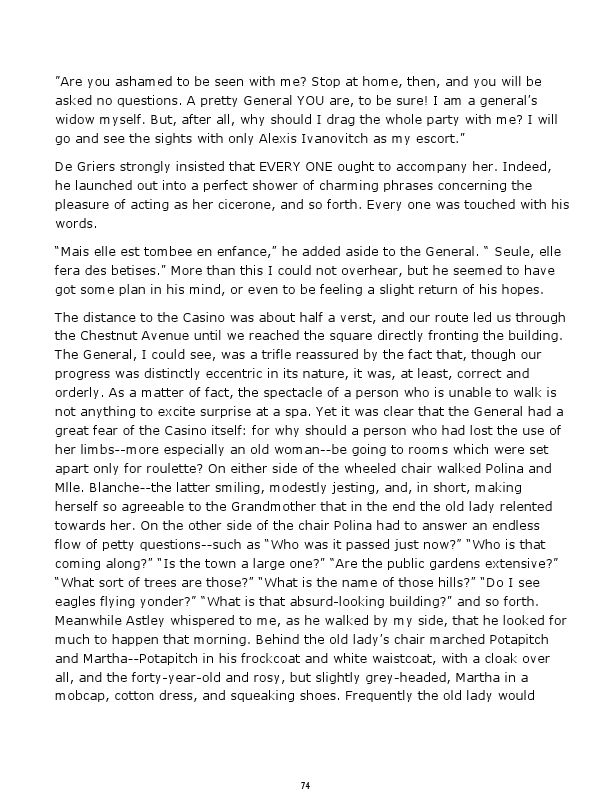 "Are you ashamed to be seen with me? Stop at home, then, and you will be
asked no questions. A pretty General YOU are, to be sure! I am a general’s
widow myself. But, after all, why should I drag the whole party with me? I will
go and see the sights with only Alexis Ivanovitch as my escort.”
De Griers strongly insisted that EVERY ONE ought to accompany her. Indeed,
he launched out into a perfect shower of charming phrases concerning the
pleasure of acting as her cicerone, and so forth. Every one was touched with his
words.
“Mais elle est tombee en enfance,” he added aside to the General. “ Seule, elle
fera des betises.” More than this I could not overhear, but he seemed to have
got some plan in his mind, or even to be feeling a slight return of his hopes.
The distance to the Casino was about half a verst, and our route led us through
the Chestnut Avenue until we reached the square directly fronting the building.
The General, I could see, was a trifle reassured by the fact that, though our
progress was distinctly eccentric in its nature, it was, at least, correct and
orderly. As a matter of fact, the spectacle of a person who is unable to walk is
not anything to excite surprise at a spa. Yet it was clear that the General had a
great fear of the Casino itself: for why should a person who had lost the use of
her limbs--more especially an old woman--be going to rooms which were set
apart only for roulette? On either side of the wheeled chair walked Polina and
Mlle. Blanche--the latter smiling, modestly jesting, and, in short, making
herself so agreeable to the Grandmother that in the end the old lady relented
towards her. On the other side of the chair Polina had to answer an endless
flow of petty questions--such as “Who was it passed just now?” “Who is that
coming along?” “Is the town a large one?” “Are the public gardens extensive?”
“What sort of trees are those?” “What is the name of those hills?” “Do I see
eagles flying yonder?” “What is that absurd-looking building?” and so forth.
Meanwhile Astley whispered to me, as he walked by my side, that he looked for
much to happen that morning. Behind the old lady’s chair marched Potapitch
and Martha--Potapitch in his frockcoat and white waistcoat, with a cloak over
all, and the forty-year-old and rosy, but slightly grey-headed, Martha in a
mobcap, cotton dress, and squeaking shoes. Frequently the old lady would
74